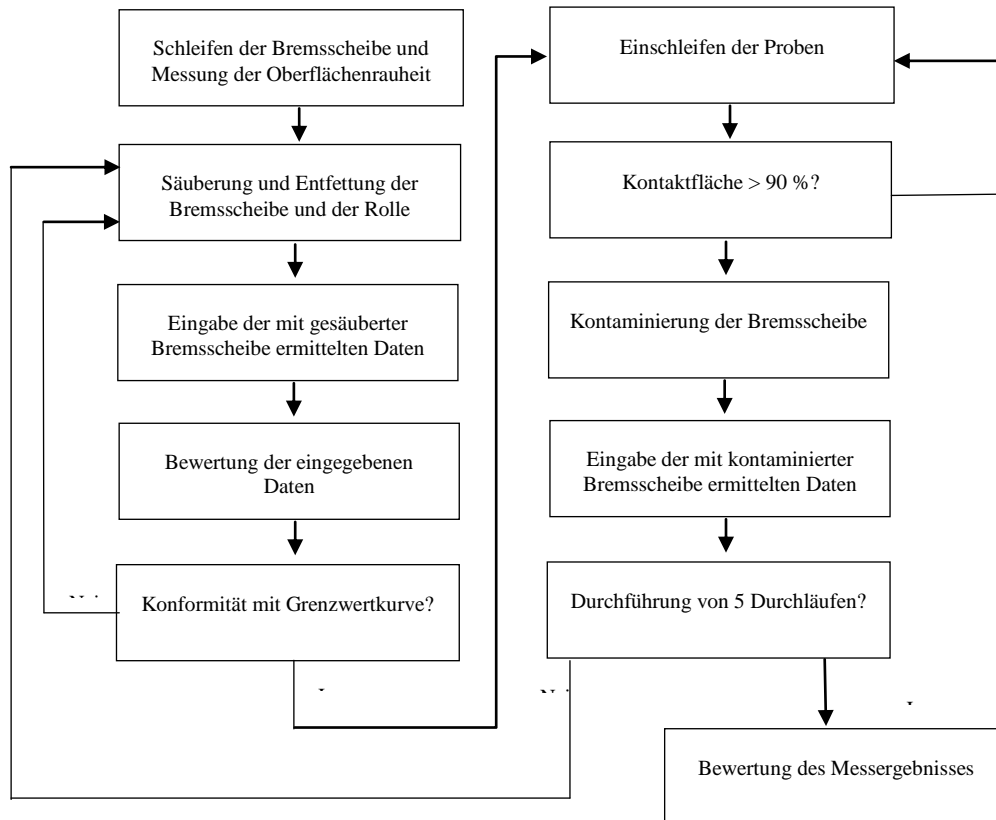 Schleifen der Bremsscheibe und
Messung der Oberflächenrauheit
Säuberung und Entfettung der
Bremsscheibe und der Rolle
Eingabe der mit gesäuberter
Bremsscheibe ermittelten Daten
Bewertung der eingegebenen
Daten
Konformität mit Grenzwertkurve?
Einschleifen der Proben
Kontaktfläche > 90 %?
Kontaminierung der Bremsscheibe
Eingabe der mit kontaminierter
Bremsscheibe ermittelten Daten
Durchführung von 5 Durchläufen?
Bewertung des Messergebnisses